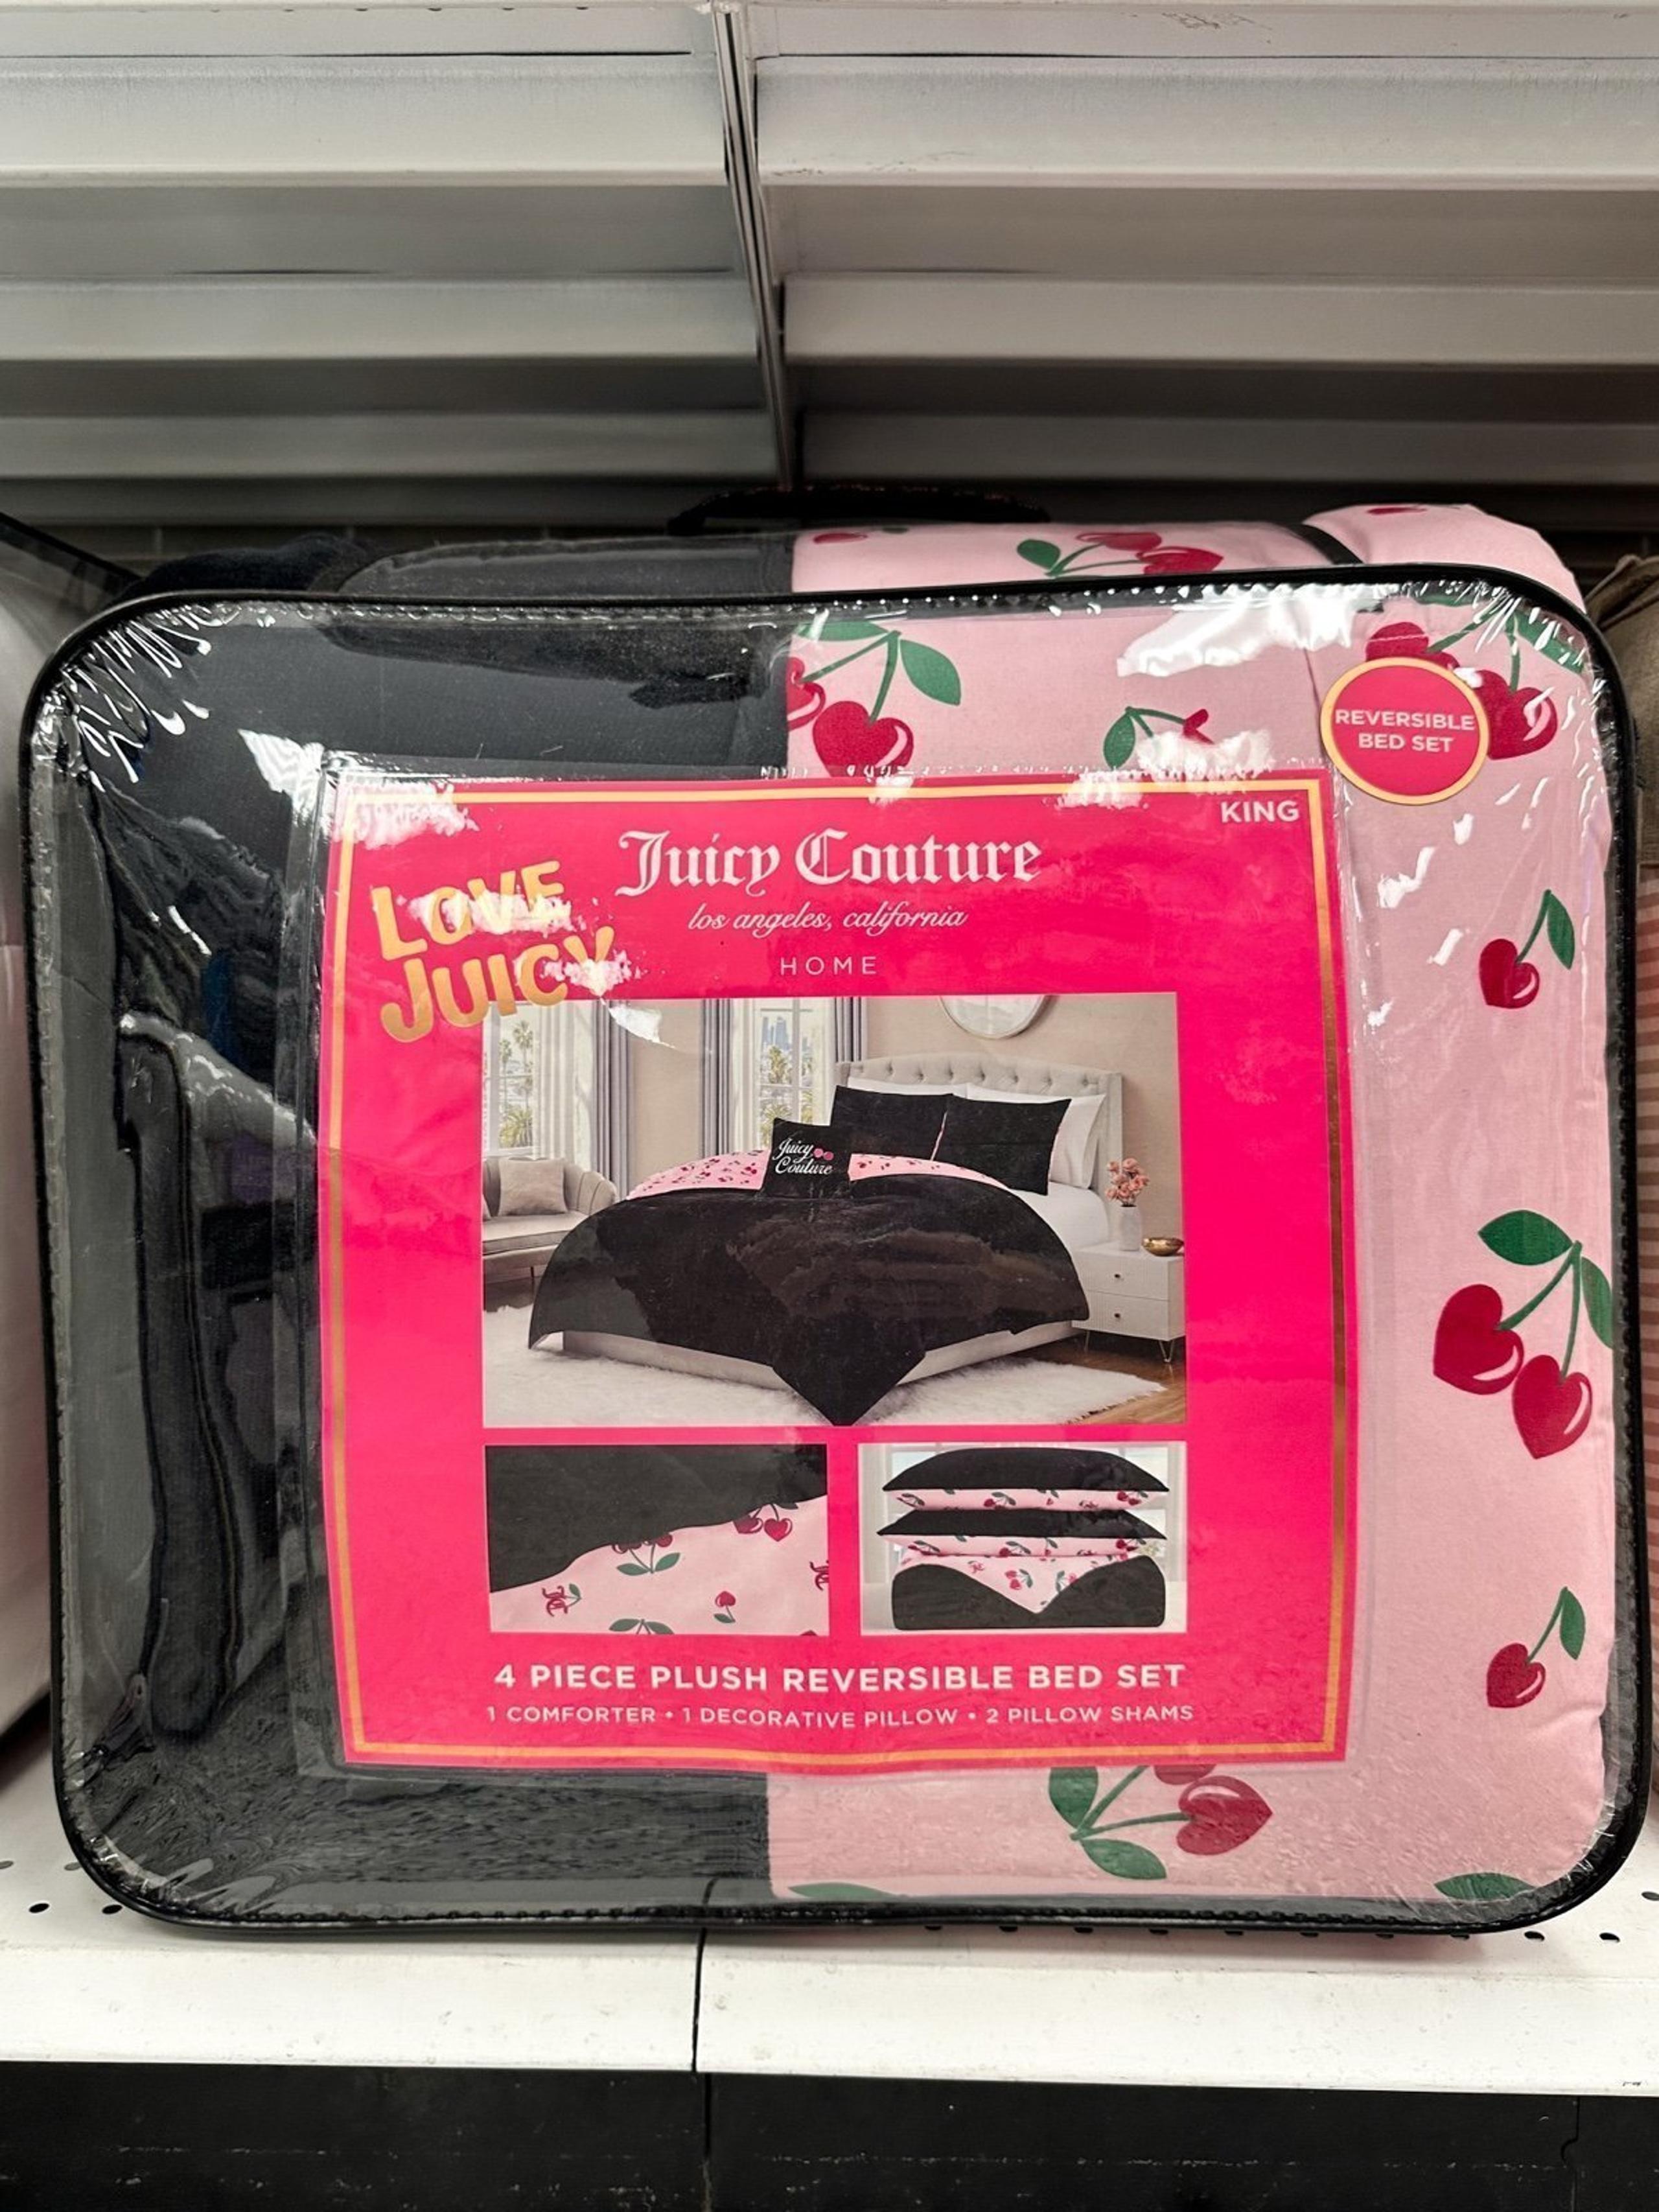 REVERSIBLE
BED SET
KING
Juicy Couture
los angeles, california
HOME
LOVE
JUICY
Juicy
Couture
4 PIECE PLUSH REVERSIBLE BED SET
1 COMFORTER • 1 DECORATIVE PILLOW • 2 PILLOW SHAMS